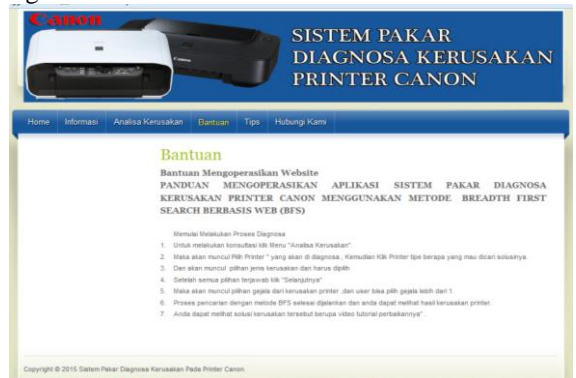 Canon
SISTEM PAKAR
DIAGNOSA KERUSAKAN
PRINTER CANON
Home Informasi Analisa Kerusakan Bantuan Tips Hubungi Kami
Bantuan
Bantuan Mengoperasikan Website
PANDUAN MENGOPERASIKAN APLIKASI SISTEM PAKAR DIAGNOSA
KERUSAKAN PRINTER CANON MENGGUNAKAN METODE BREADTH FIRST
SEARCH BERBASIS WEB (BFS)
Memulai Melakukan Proses Diagnosa
1. Untuk melakukan konsultasi klik Menu "Analisa Kerusakan".
2. Maka akan muncul Pilih Printer " yang akan di diagnosa , Kemudian Klik Printer tipe berapa yang mau dicari solusinya.
3. Dan akan muncul pilihan jenis kerusakan dan harus dipilih
4. Setelah semua pilihan terjawab klik "Selanjutnya"
5. Maka akan muncul pilihan gejala dari kerusakan printer ,dan user bisa pilih gejala lebih dari 1.
6. Proses pencarian dengan metode BFS selesai dijalankan dan anda dapat melihat hasil kerusakan printer.
7. Anda dapat melihat solusi kerusakan tersebut berupa video tutorial perbaikannya" .
Copyright © 2015 Sistem Pakar Diagnosa Kerusakan Pada Printer Canon.